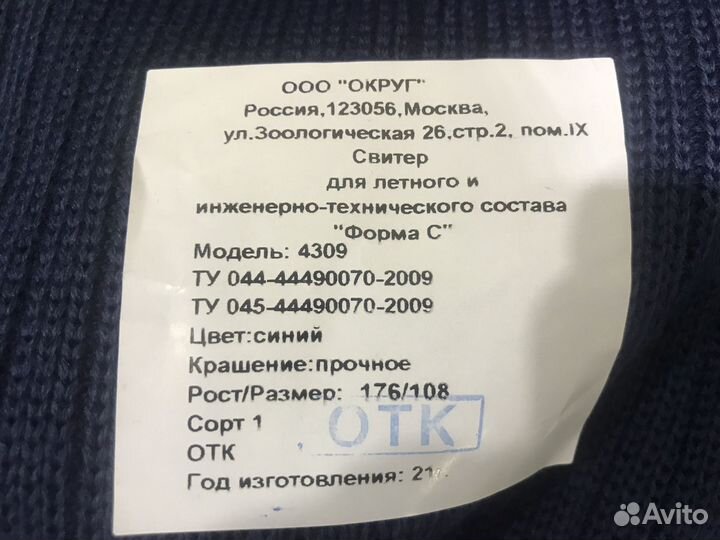 ООО "ОКРУГ"
Россия,123056,Москва,
ул.Зоологическая 26,стр.2, пом.IX
Свитер
для летного и
инженерно-технического состава
"Форма С"
Модель: 4309
ТУ 044-44490070-2009
ТУ 045-44490070-2009
Цвет:синий
Крашение:прочное
Рост/Размер: 176/108
Сорт 1
ОТК
ОТК
Год изготовления: 21г.
Avito